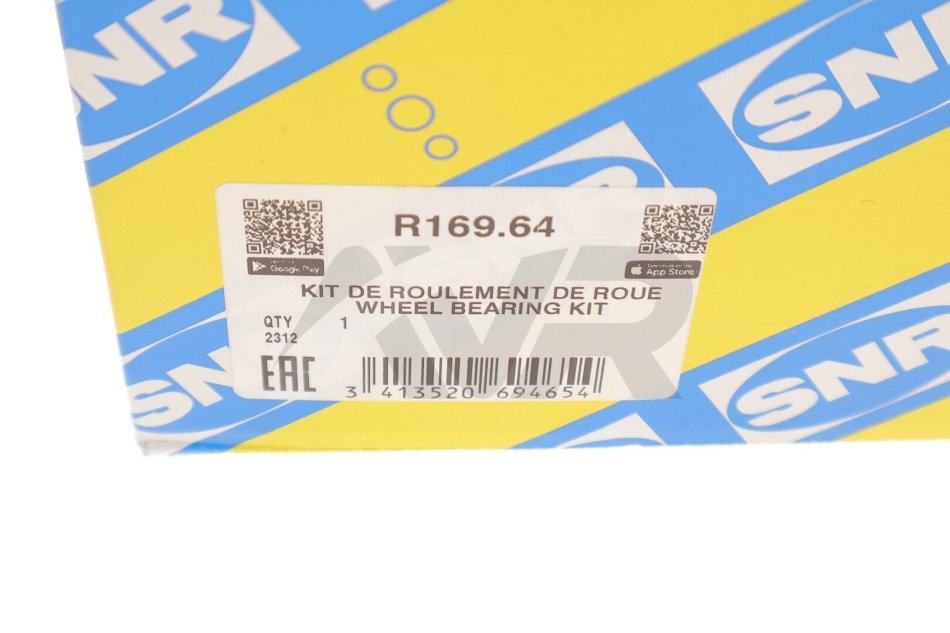 SNR
SNR
R169.64
Google Play
App Store
KIT DE ROULEMENT DE ROUE
WHEEL BEARING KIT
QTY 1
2312
EAC
3 413520 694654
SNR
SNR